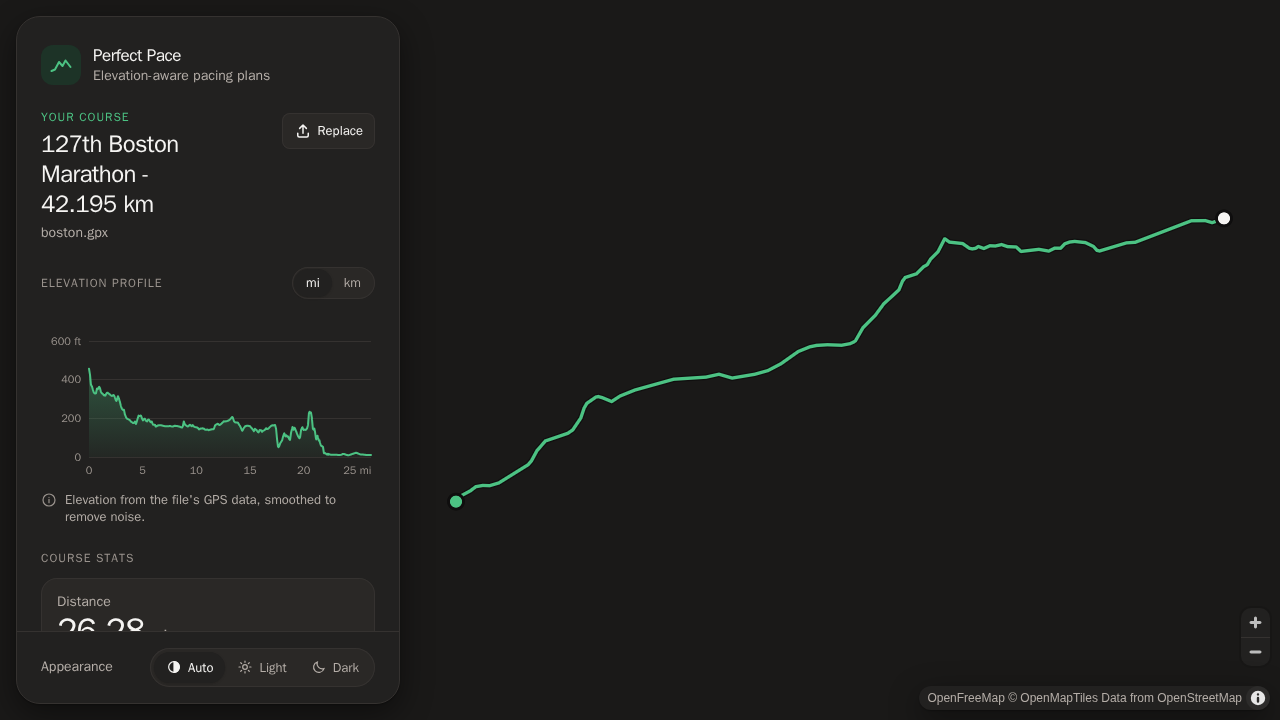 Perfect Pace
Elevation-aware pacing plans
YOUR COURSE
127th Boston
Marathon -
42.195 km
Replace
boston.gpx
ELEVATION PROFILE
mi km
600 ft
400
200
0
0 5 10 15 20 25 mi
Elevation from the file's GPS data, smoothed to
remove noise.
COURSE STATS
Distance
26.28
Appearance
Auto Light Dark
OpenFreeMap © OpenMapTiles Data from OpenStreetMap